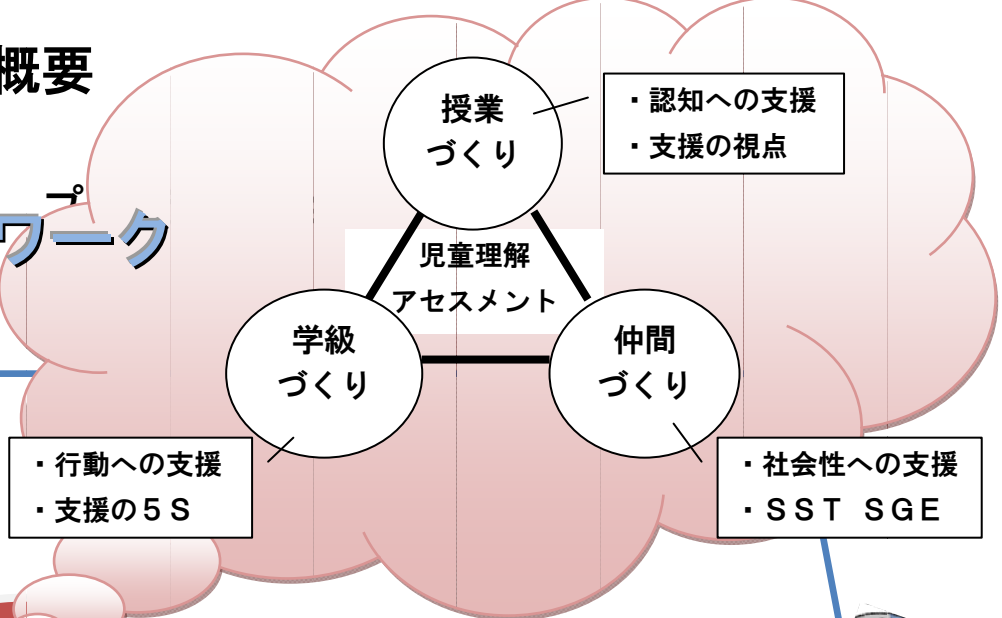 概要
プ
ワーク
授業
づくり
・認知への支援
・支援の視点
児童理解
アセスメント
学級
づくり
仲間
づくり
・行動への支援
・支援の５Ｓ
・社会性への支援
・ＳＳＴ　ＳＧＥ